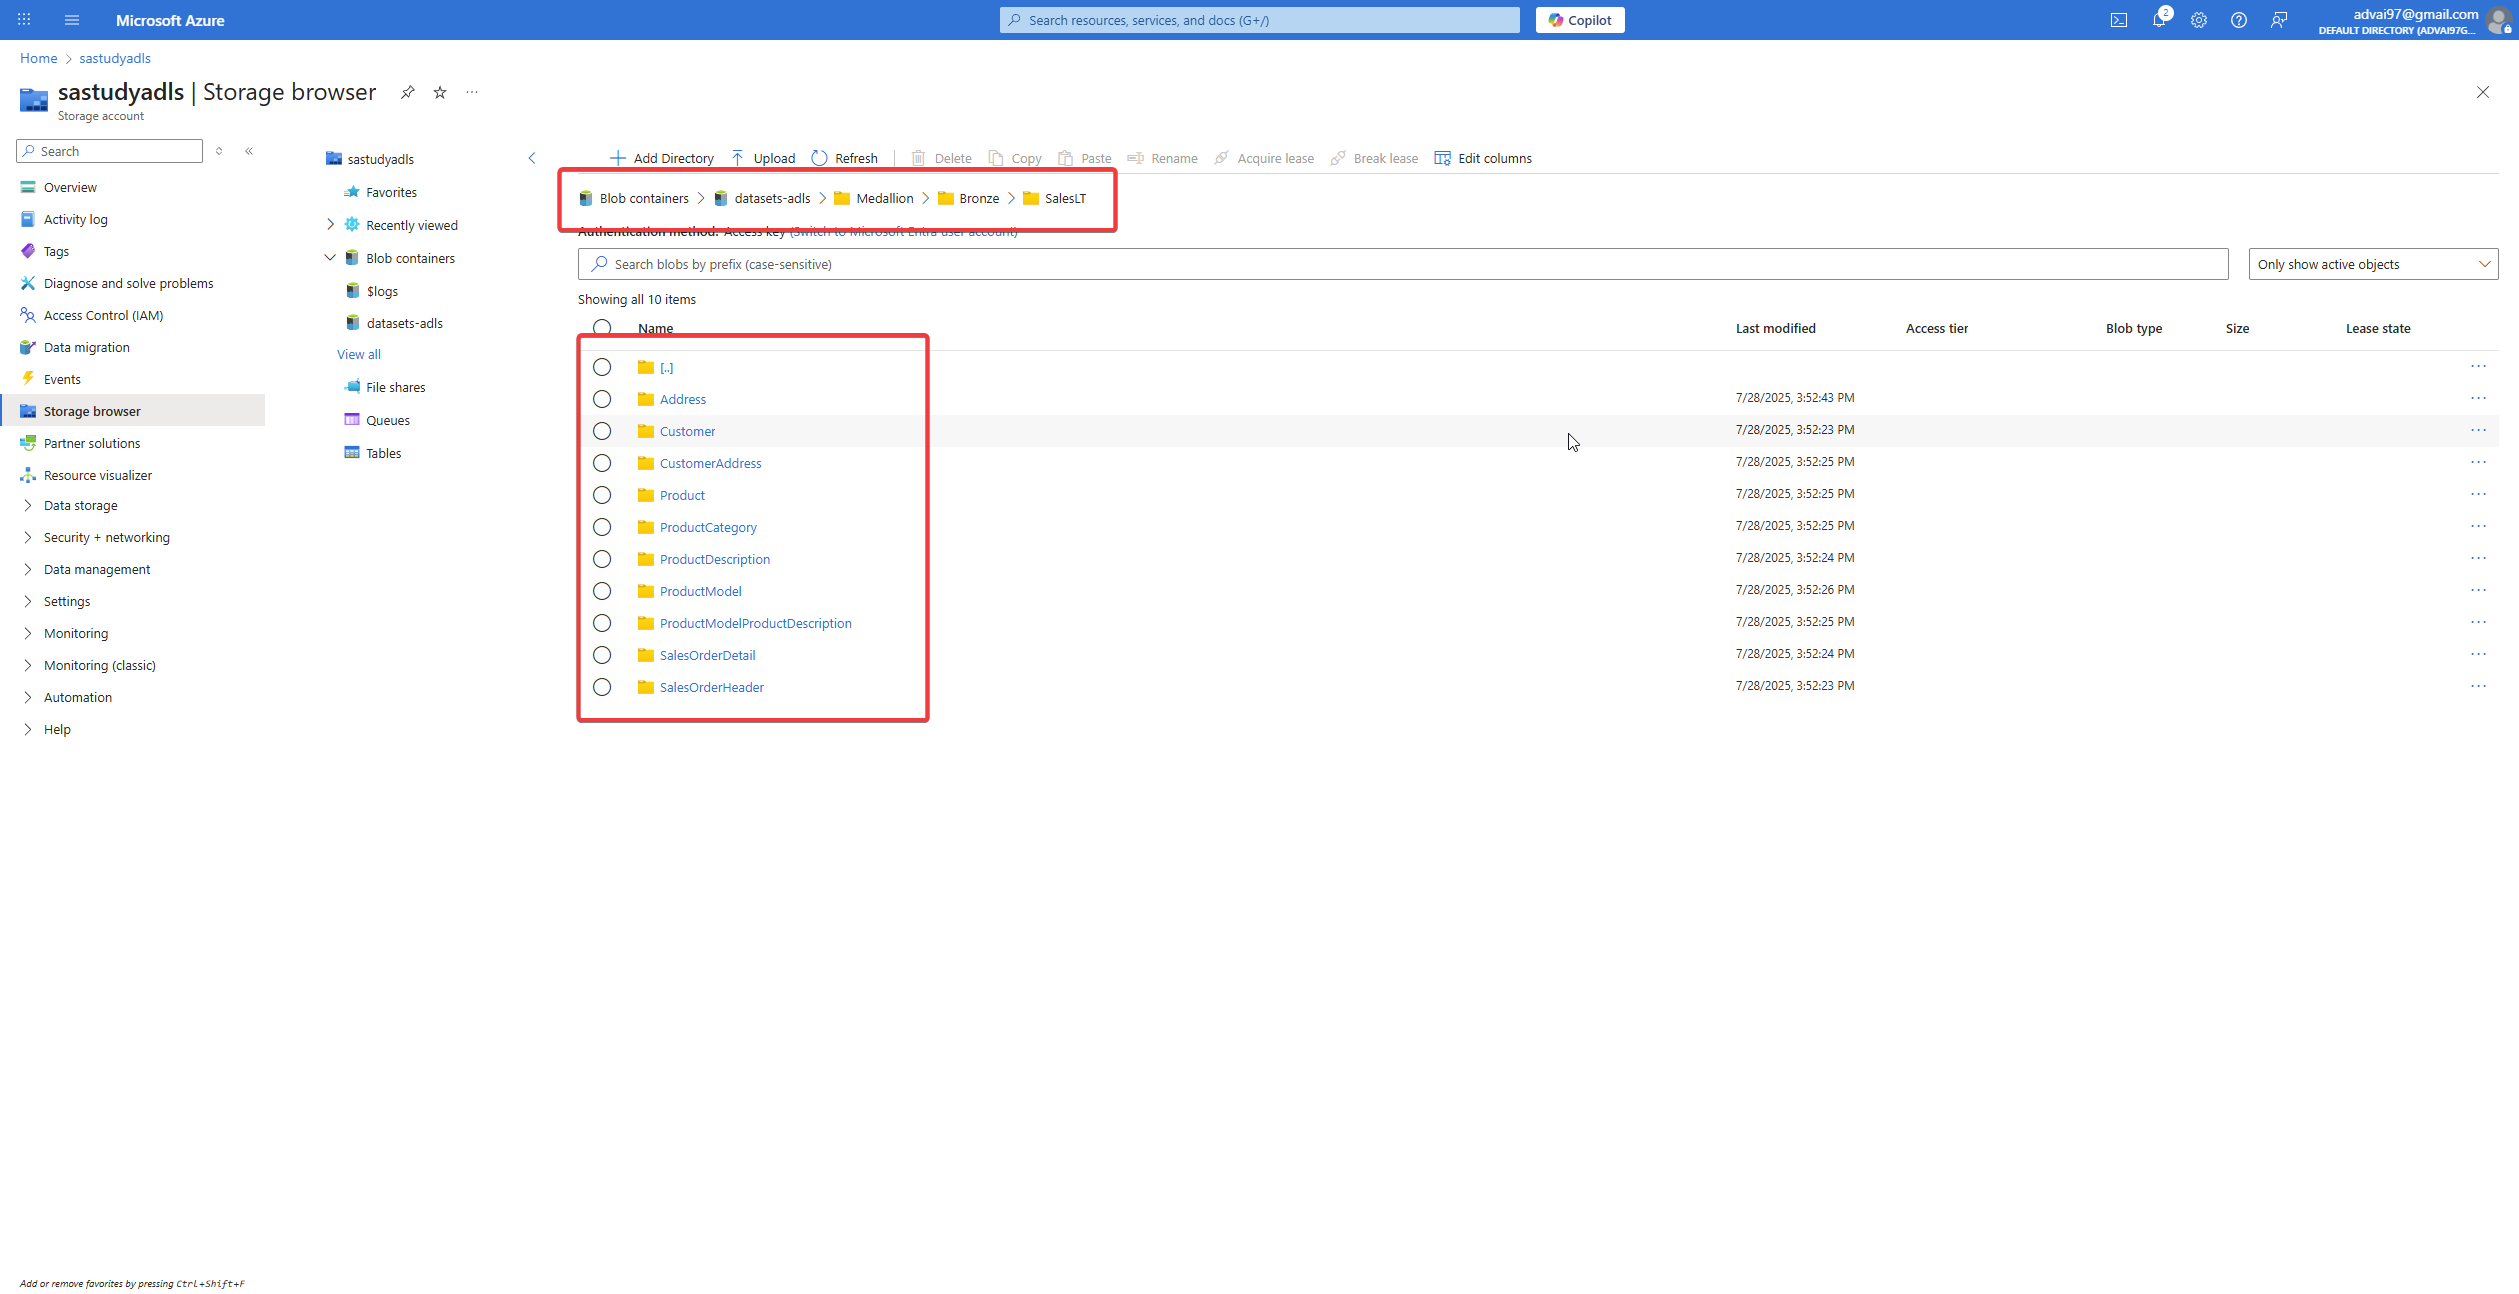 Microsoft Azure
Search resources, services, and docs (G+/)
Copilot
2
advai97@gmail.com
DEFAULT DIRECTORY (ADVAI97G...
Home > sastudyadls
sastudyadls | Storage browser
Storage account
Search
Overview
Activity log
Tags
Diagnose and solve problems
Access Control (IAM)
Data migration
Events
Storage browser
Partner solutions
Resource visualizer
Data storage
Security + networking
Data management
Settings
Monitoring
Monitoring (classic)
Automation
Help
Add or remove favorites by pressing Ctrl+Shift+F
sastudyadls
Favorites
Recently viewed
Blob containers
$logs
datasets-adls
View all
File shares
Queues
Tables
Add Directory Upload Refresh Delete Copy Paste Rename Acquire lease Break lease Edit columns
Blob containers > datasets-adls > Medallion > Bronze > SalesLT
Authentication method: Access key (Switch to Microsoft Entra user account)
Search blobs by prefix (case-sensitive)
Only show active objects
Showing all 10 items
Name Last modified Access tier Blob type Size Lease state
[..]
Address 7/28/2025, 3:52:43 PM
Customer 7/28/2025, 3:52:23 PM
CustomerAddress 7/28/2025, 3:52:25 PM
Product 7/28/2025, 3:52:25 PM
ProductCategory 7/28/2025, 3:52:25 PM
ProductDescription 7/28/2025, 3:52:24 PM
ProductModel 7/28/2025, 3:52:26 PM
ProductModelProductDescription 7/28/2025, 3:52:25 PM
SalesOrderDetail 7/28/2025, 3:52:24 PM
SalesOrderHeader 7/28/2025, 3:52:23 PM